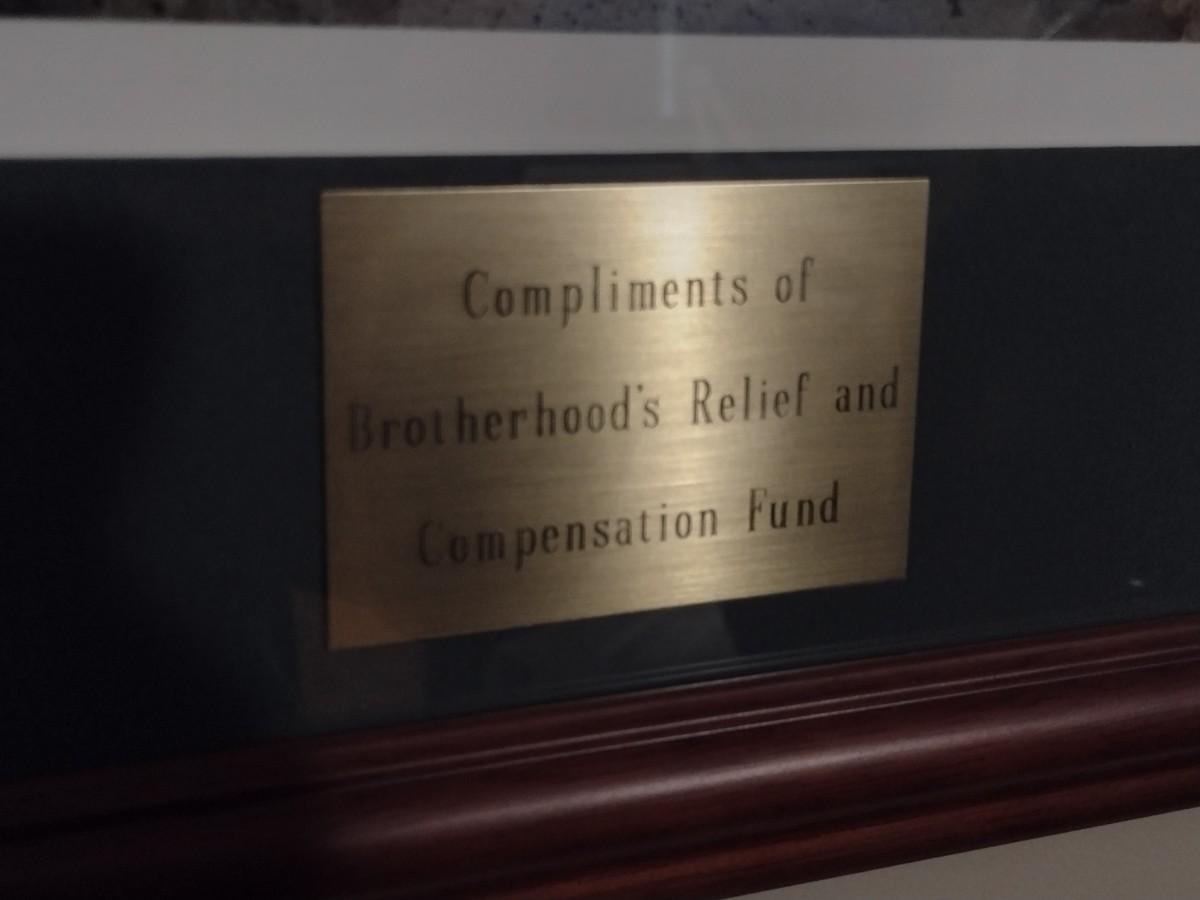 Compliments of
Brotherhood's Relief and
Compensation Fund